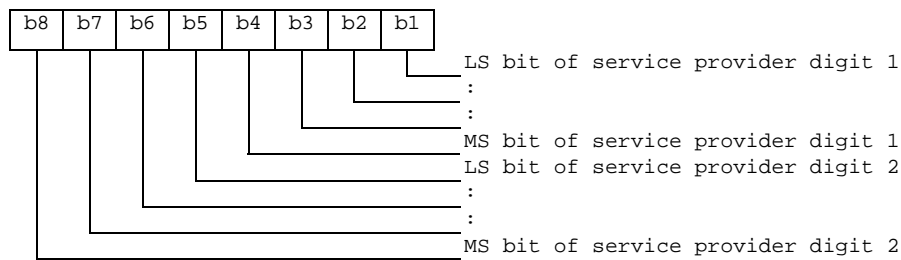 b8 b7 b6 b5 b4 b3 b2 b1
LS bit of service provider digit 1
:
:
MS bit of service provider digit 1
LS bit of service provider digit 2
:
:
MS bit of service provider digit 2